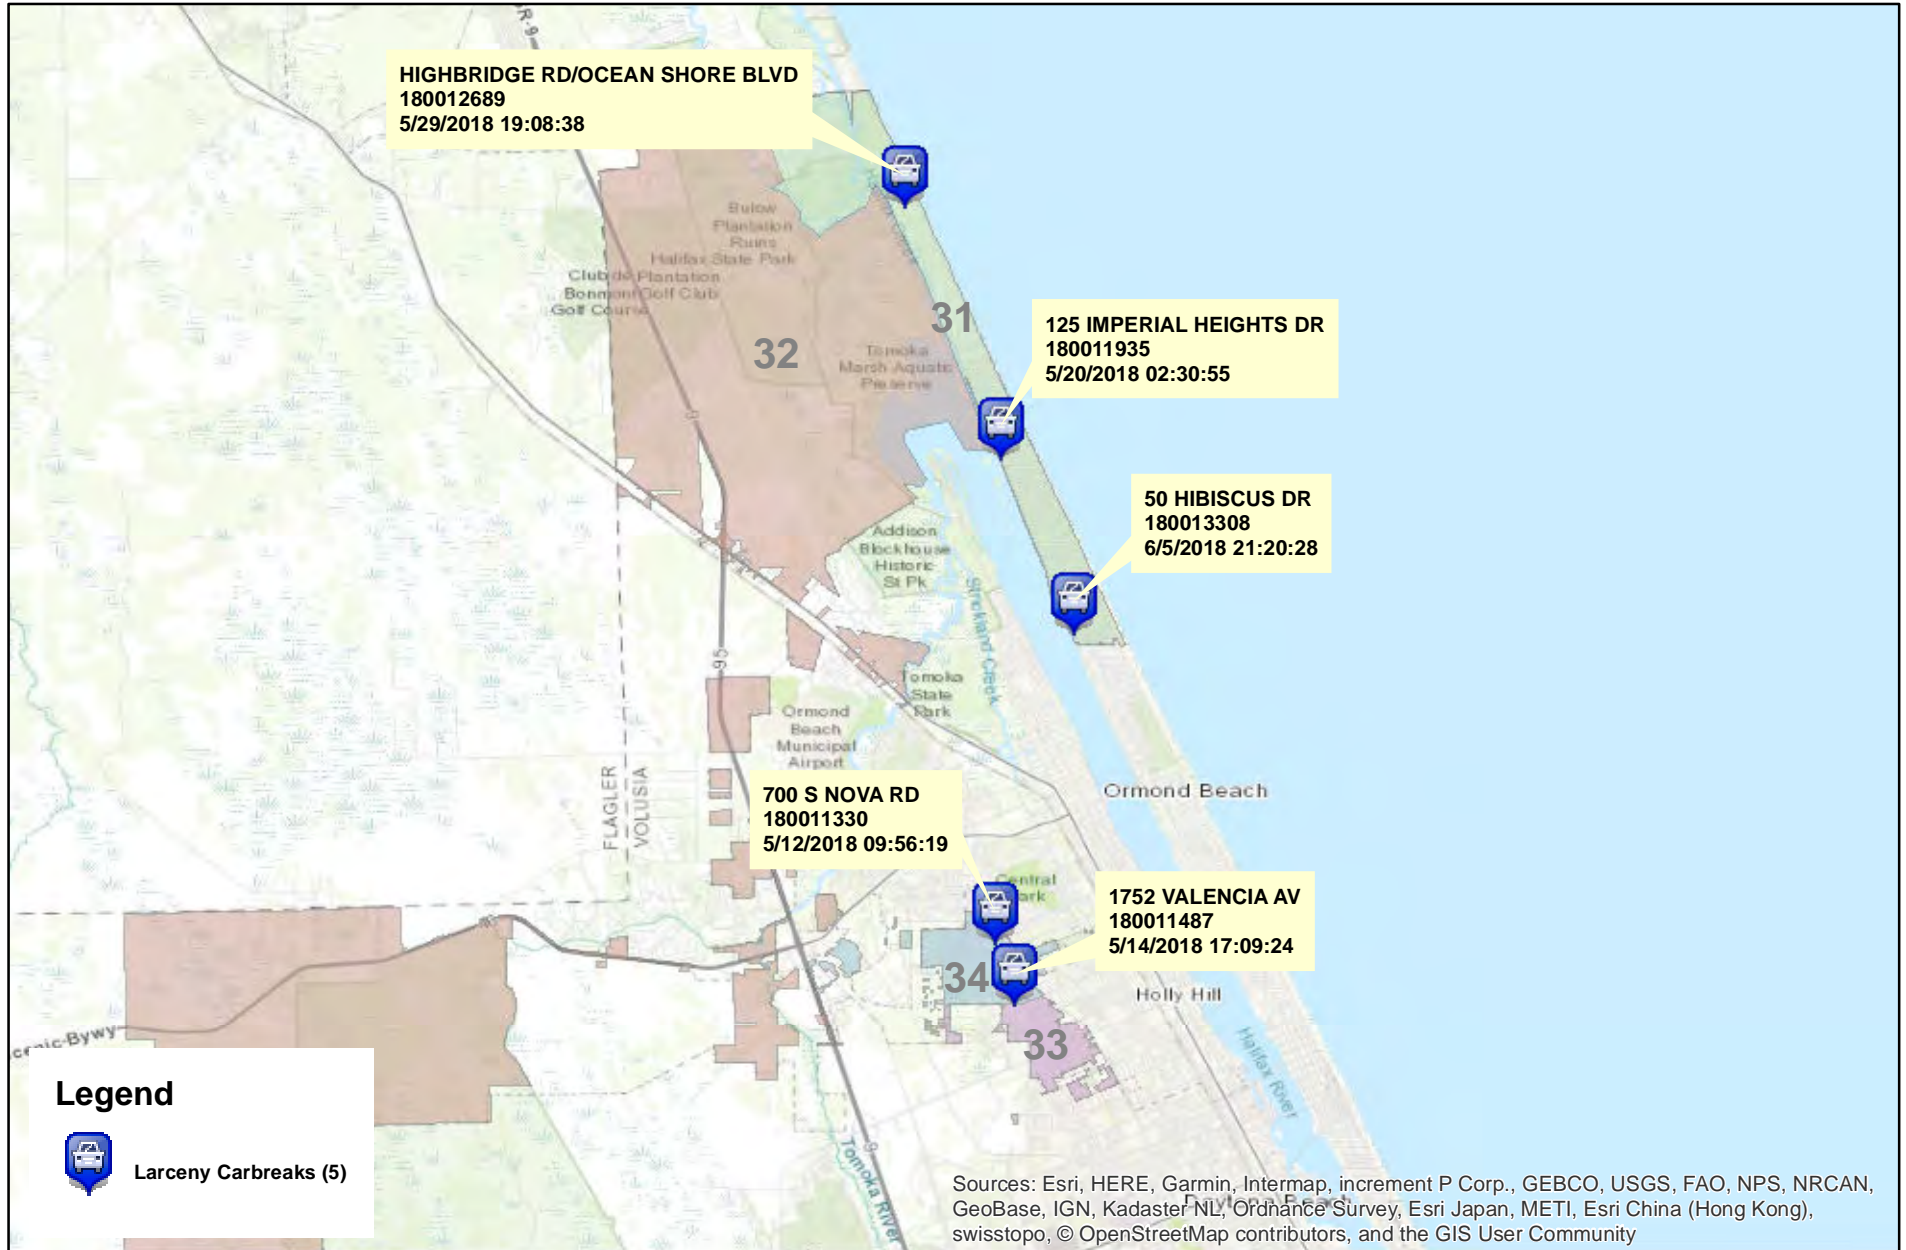 R-9
HIGHBRIDGE RD/OCEAN SHORE BLVD
180012689
5/29/2018 19:08:38
Bulow
Plantation
Ruins
Halifax State Park
Club de Plantation
Bonmont Golf Club
Golf Course
31
32
Tomoka
Marsh Aquatic
Preserve
125 IMPERIAL HEIGHTS DR
180011935
5/20/2018 02:30:55
50 HIBISCUS DR
180013308
6/5/2018 21:20:28
Addison
Blockhouse
Historic
St Pk
Strickland Creek
95
Tomoka
State
Park
Ormond
Beach
Municipal
Airport
FLAGLER
VOLUSIA
Ormond Beach
700 S NOVA RD
180011330
5/12/2018 09:56:19
Central
Park
1752 VALENCIA AV
180011487
5/14/2018 17:09:24
34
Holly Hill
33
Halifax River
cenic-Bywy
Legend
Larceny Carbreaks (5)
Tomoka River
9
Daytona Beach
Sources: Esri, HERE, Garmin, Intermap, increment P Corp., GEBCO, USGS, FAO, NPS, NRCAN,
GeoBase, IGN, Kadaster NL, Ordnance Survey, Esri Japan, METI, Esri China (Hong Kong),
swisstopo, © OpenStreetMap contributors, and the GIS User Community